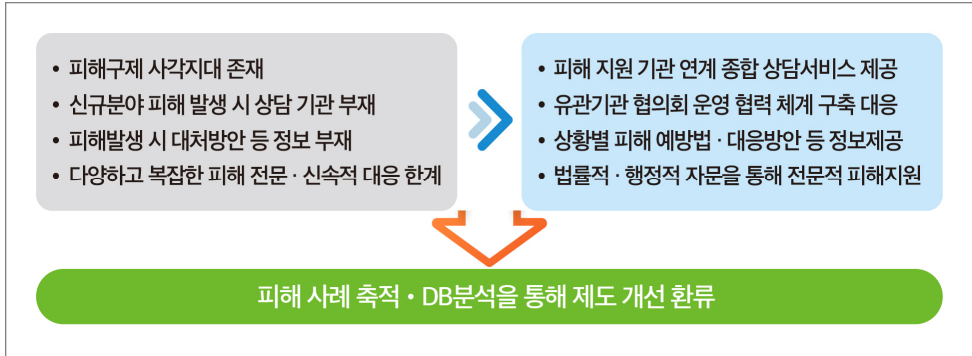 • 피해구제 사각지대 존재
• 신규분야 피해 발생 시 상담 기관 부재
• 피해발생 시 대처방안 등 정보 부재
• 다양하고 복잡한 피해 전문·신속적 대응 한계
• 피해 지원 기관 연계 종합 상담서비스 제공
• 유관기관 협의회 운영 협력 체계 구축 대응
• 상황별 피해 예방법·대응방안 등 정보제공
• 법률적·행정적 자문을 통해 전문적 피해지원
피해 사례 축적·DB분석을 통해 제도 개선 환류